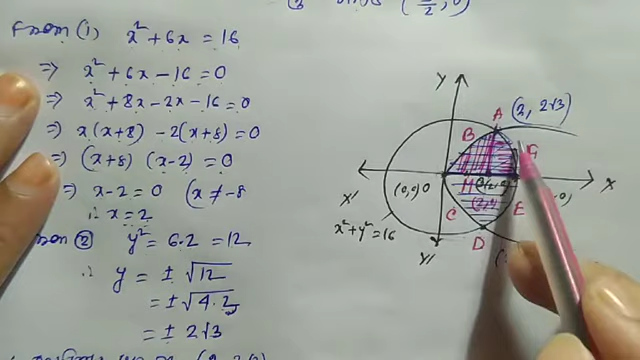 From (1) x² + 6x = 16
⇒ x² + 6x - 16 = 0
⇒ x² + 8x - 2x - 16 = 0
⇒ x(x+8) - 2(x+8) = 0
⇒ (x+8) (x-2) = 0
⇒ x - 2 = 0 (x ≠ -8
∴ x = 2
② y² = 6.2 = 12
∴ y = ± √12
= ± √4.2
= ± 2√3
Y
A (2, 2√3)
B
X' (0,0) 0 X
C E
x² + y² = 16
D
Y'